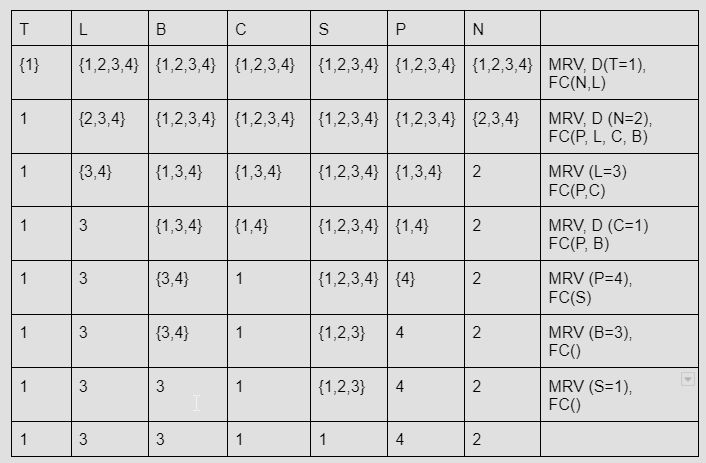 T L B C S P N
{1} {1,2,3,4} {1,2,3,4} {1,2,3,4} {1,2,3,4} {1,2,3,4} {1,2,3,4} MRV, D(T=1),
FC(N,L)
1 {2,3,4} {1,2,3,4} {1,2,3,4} {1,2,3,4} {1,2,3,4} {2,3,4} MRV, D (N=2),
FC(P, L, C, B)
1 {3,4} {1,3,4} {1,3,4} {1,2,3,4} {1,3,4} 2 MRV (L=3)
FC(P,C)
1 3 {1,3,4} {1,4} {1,2,3,4} {1,4} 2 MRV, D (C=1)
FC(P, B)
1 3 {3,4} 1 {1,2,3,4} {4} 2 MRV (P=4),
FC(S)
1 3 {3,4} 1 {1,2,3} 4 2 MRV (B=3),
FC()
1 3 3 1 {1,2,3} 4 2 MRV (S=1),
FC()
1 3 3 1 1 4 2